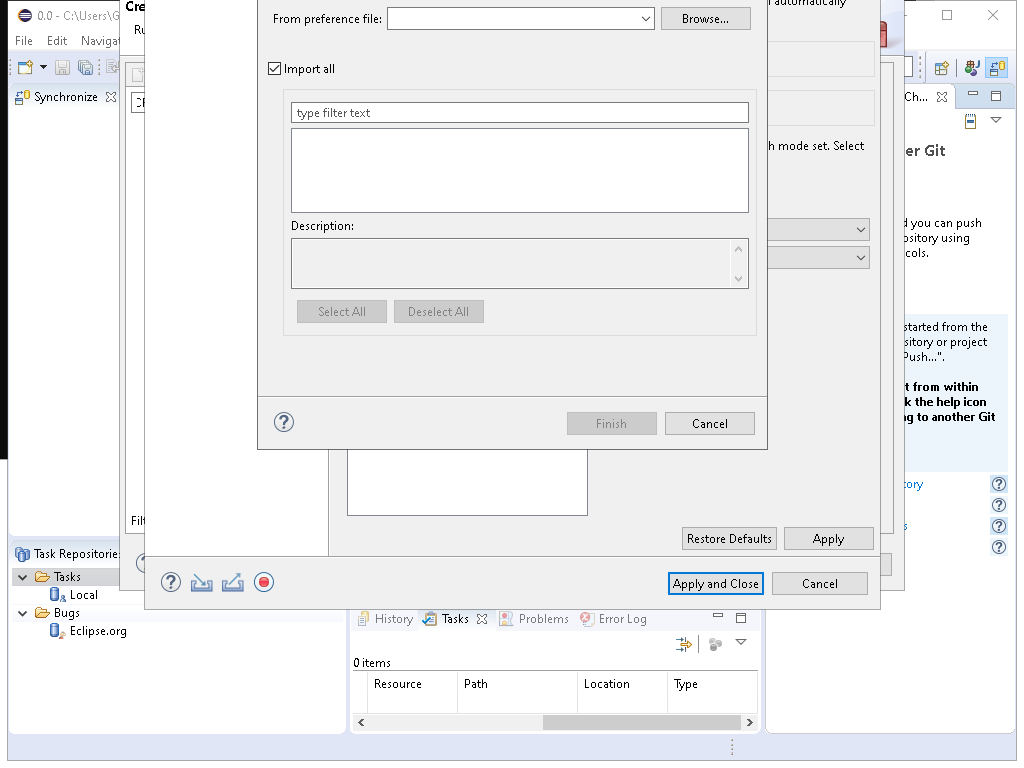 0.0 - C:\Users\G
File Edit Navigat
Cre
Ru
From preference file:
Browse...
Import all
type filter text
Description:
Select All
Deselect All
Finish
Cancel
automatically
h mode set. Select
Restore Defaults
Apply
Apply and Close
Cancel
Filt
Synchronize
Ch...
er Git
d you can push
ository using
cols.
started from the
sitory or project
Push...".
t from within
k the help icon
ng to another Git
ory
s
Task Repositories
Tasks
Local
Bugs
Eclipse.org
History
Tasks
Problems
Error Log
0 items
Resource
Path
Location
Type